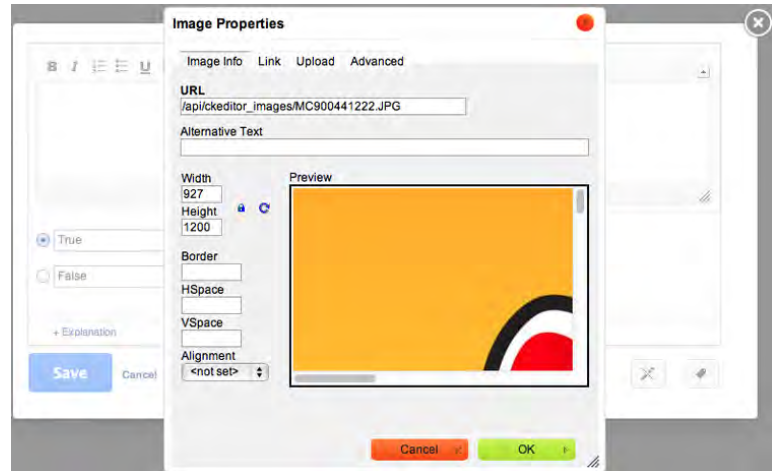 Image Properties
Image Info Link Upload Advanced
B I U
URL
/api/ckeditor_images/MC900441222.JPG
Alternative Text
Width
Preview
927
Height
1200
True
Border
False
HSpace
VSpace
+ Explanation
Alignment
<not set>
Save Cancel
Cancel OK